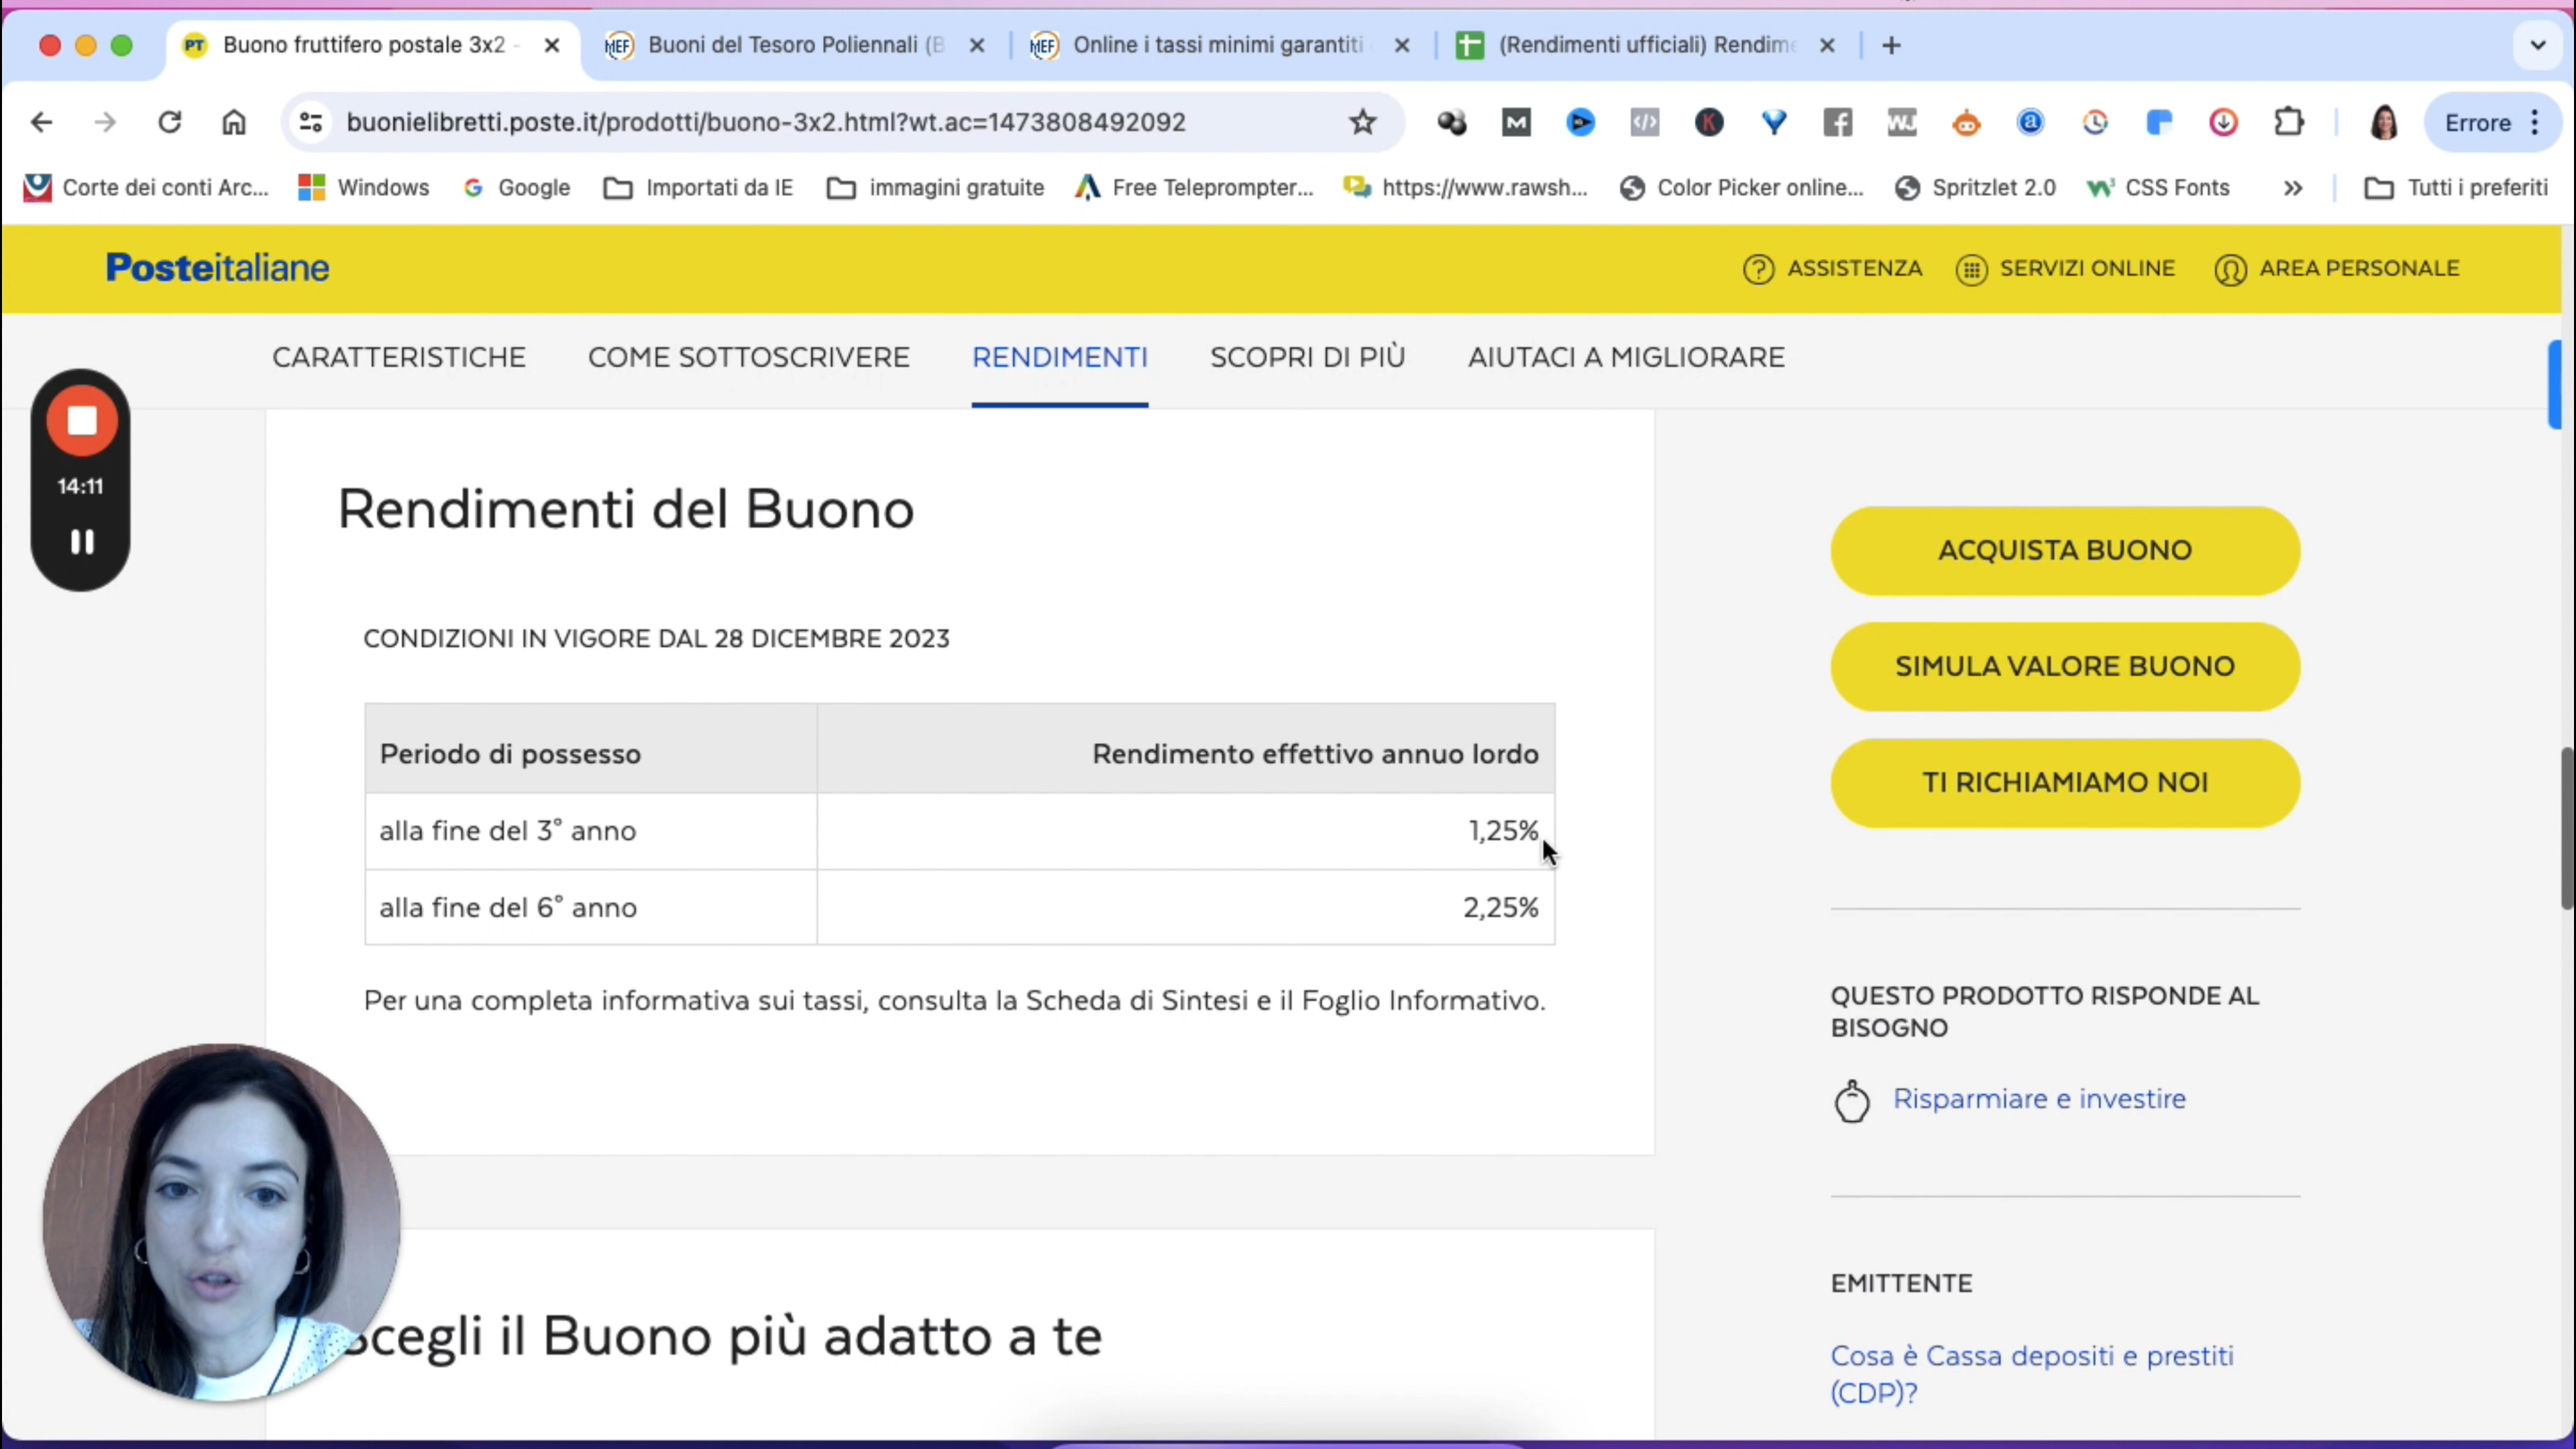 Buono fruttifero postale 3x2 -
Buoni del Tesoro Poliennali (B
Online i tassi minimi garantiti
(Rendimenti ufficiali) Rendime
buonielibretti.poste.it/prodotti/buono-3x2.html?wt.ac=1473808492092
Errore
Corte dei conti Arc...
Windows
Google
Importati da IE
immagini gratuite
Free Teleprompter...
https://www.rawsh...
Color Picker online...
Spritzlet 2.0
CSS Fonts
Tutti i preferiti
Posteitaliane
ASSISTENZA
SERVIZI ONLINE
AREA PERSONALE
CARATTERISTICHE
COME SOTTOSCRIVERE
RENDIMENTI
SCOPRI DI PIÙ
AIUTACI A MIGLIORARE
14:11
Rendimenti del Buono
CONDIZIONI IN VIGORE DAL 28 DICEMBRE 2023
Periodo di possesso
Rendimento effettivo annuo lordo
alla fine del 3° anno
1,25%
alla fine del 6° anno
2,25%
Per una completa informativa sui tassi, consulta la Scheda di Sintesi e il Foglio Informativo.
Scegli il Buono più adatto a te
ACQUISTA BUONO
SIMULA VALORE BUONO
TI RICHIAMIAMO NOI
QUESTO PRODOTTO RISPONDE AL
BISOGNO
Risparmiare e investire
EMITTENTE
Cosa è Cassa depositi e prestiti
(CDP)?